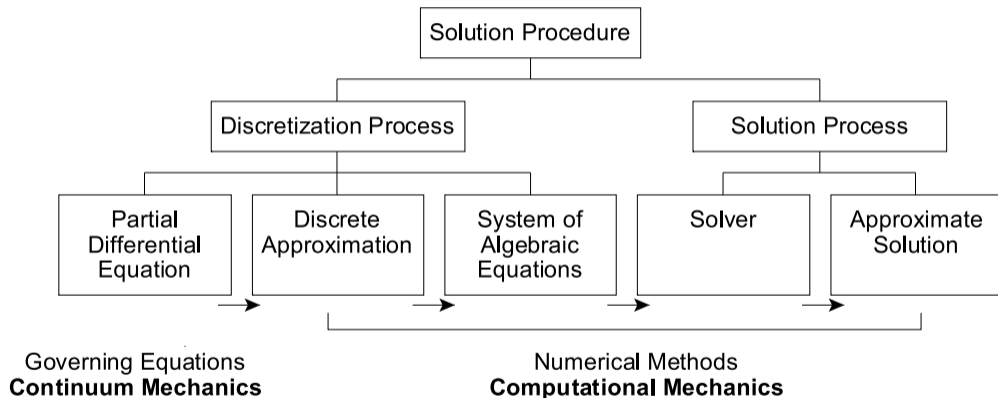 Solution Procedure
Discretization Process
Solution Process
Partial
Differential
Equation
Discrete
Approximation
System of
Algebraic
Equations
Solver
Approximate
Solution
Governing Equations
Continuum Mechanics
Numerical Methods
Computational Mechanics